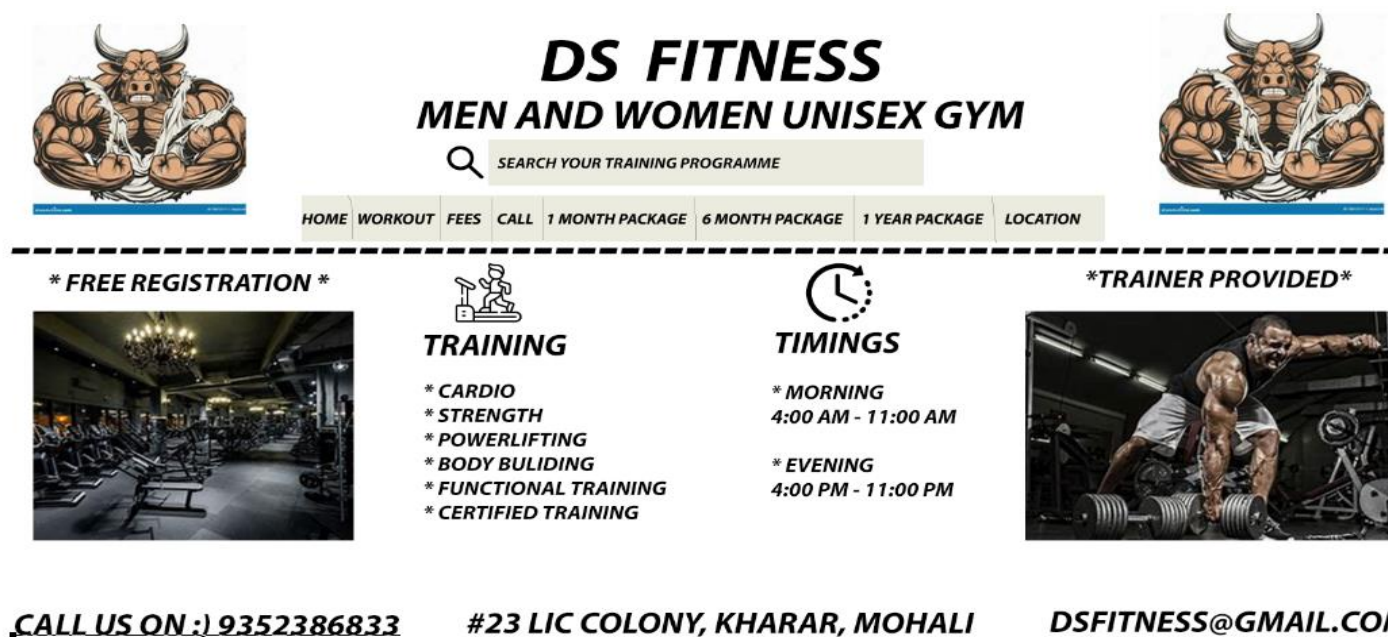 DS FITNESS
MEN AND WOMEN UNISEX GYM
SEARCH YOUR TRAINING PROGRAMME
HOME WORKOUT FEES CALL 1 MONTH PACKAGE 6 MONTH PACKAGE 1 YEAR PACKAGE LOCATION
* FREE REGISTRATION *
TRAINING
* CARDIO
* STRENGTH
* POWERLIFTING
* BODY BULIDING
* FUNCTIONAL TRAINING
* CERTIFIED TRAINING
TIMINGS
* MORNING
4:00 AM - 11:00 AM
* EVENING
4:00 PM - 11:00 PM
*TRAINER PROVIDED*
CALL US ON :) 9352386833
#23 LIC COLONY, KHARAR, MOHALI
DSFITNESS@GMAIL.CO